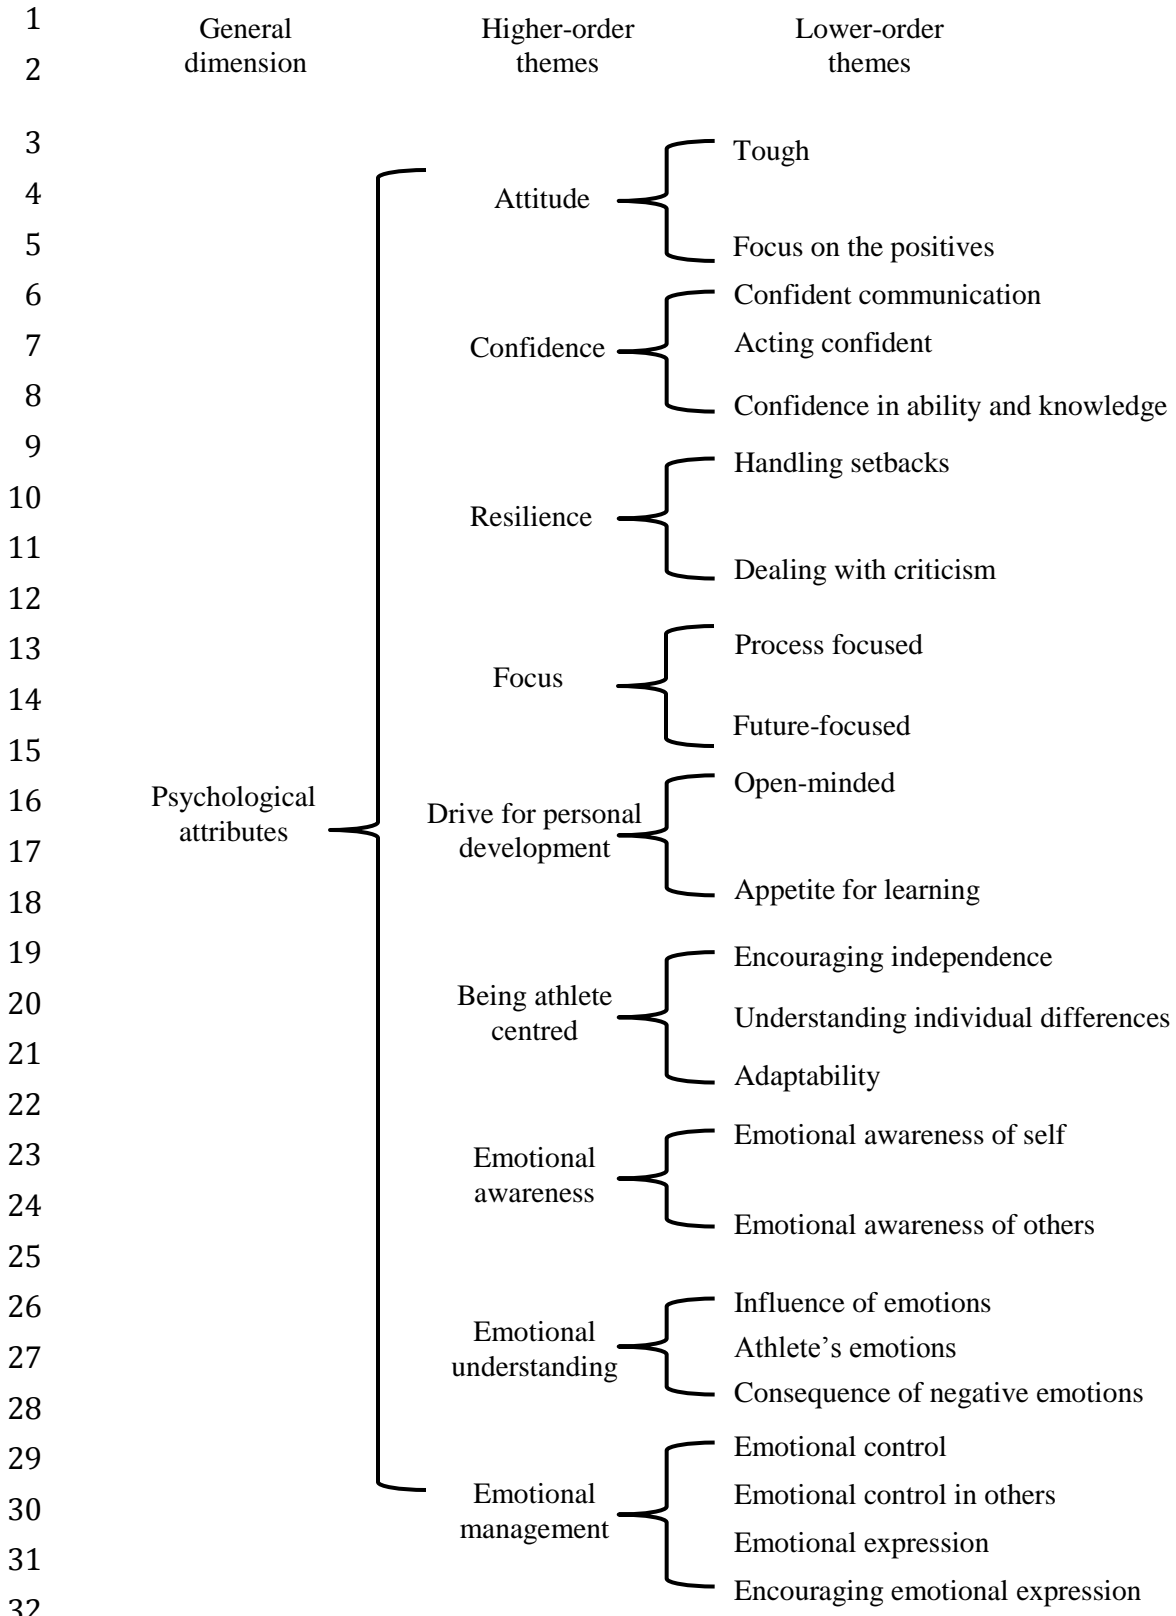 1
General Higher-order Lower-order
2
dimension themes themes
3
Tough
4
Attitude
5
Focus on the positives
6
Confident communication
7
Confidence Acting confident
8
Confidence in ability and knowledge
9
Handling setbacks
10
Resilience
11
Dealing with criticism
12
13
Process focused
Focus
14
Future-focused
15
Open-minded
16
Psychological Drive for personal
attributes development
17
18
Appetite for learning
19
Encouraging independence
20
Being athlete
centred Understanding individual differences
21
Adaptability
22
Emotional awareness of self
23
Emotional
awareness
24
Emotional awareness of others
25
26
Influence of emotions
Emotional
understanding
27
Athlete’s emotions
28
Consequence of negative emotions
29
Emotional control
30
Emotional Emotional control in others
management
31
Emotional expression
Encouraging emotional expression
32